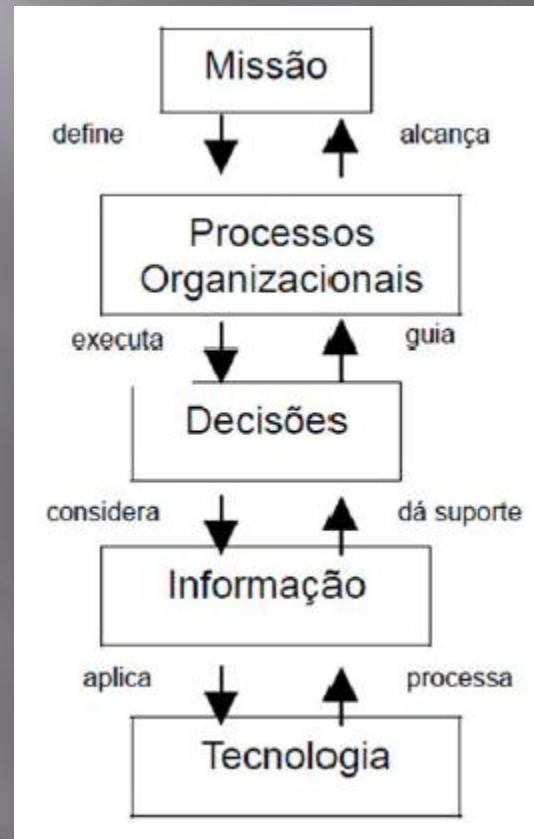 Missão
define alcança
Processos
Organizacionais
executa guia
Decisões
considera dá suporte
Informação
aplica processa
Tecnologia